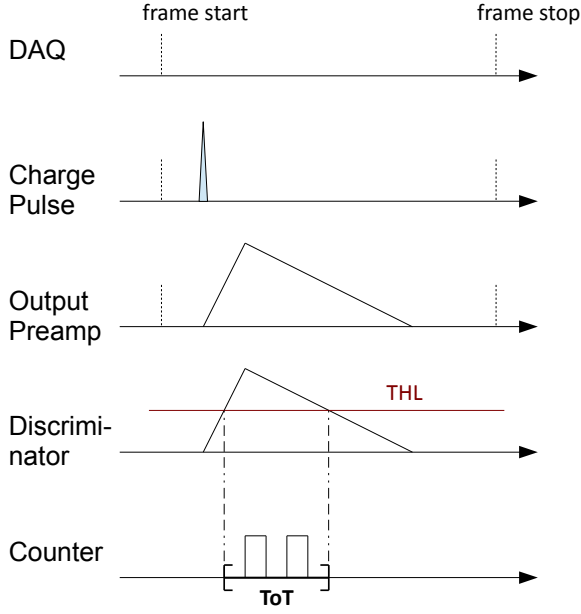 frame start
frame stop
DAQ
Charge
Pulse
Output
Preamp
THL
Discrimi-
nator
Counter
ToT